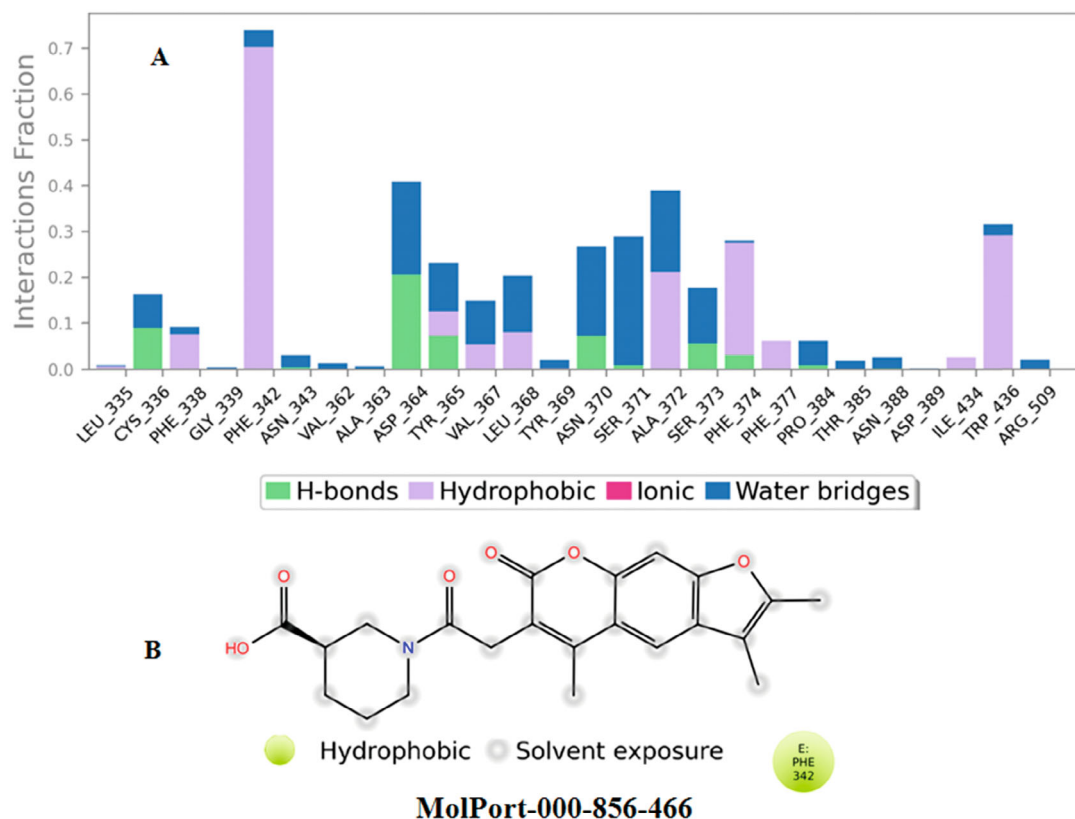 A
Interactions Fraction
0.7
0.6
0.5
0.4
0.3
0.2
0.1
0.0
LEU_335
CYS_336
PHE_338
GLY_339
PHE_342
ASN_343
VAL_362
ALA_363
ASP_364
TYR_365
VAL_367
LEU_368
TYR_369
ASN_370
SER_371
ALA_372
SER_373
PHE_374
PHE_377
PRO_384
THR_385
ASN_388
ASP_389
ILE_434
TRP_436
ARG_509
H-bonds Hydrophobic Ionic Water bridges
O O O
O O
HO N
B
Hydrophobic Solvent exposure
E:
PHE
342
MolPort-000-856-466